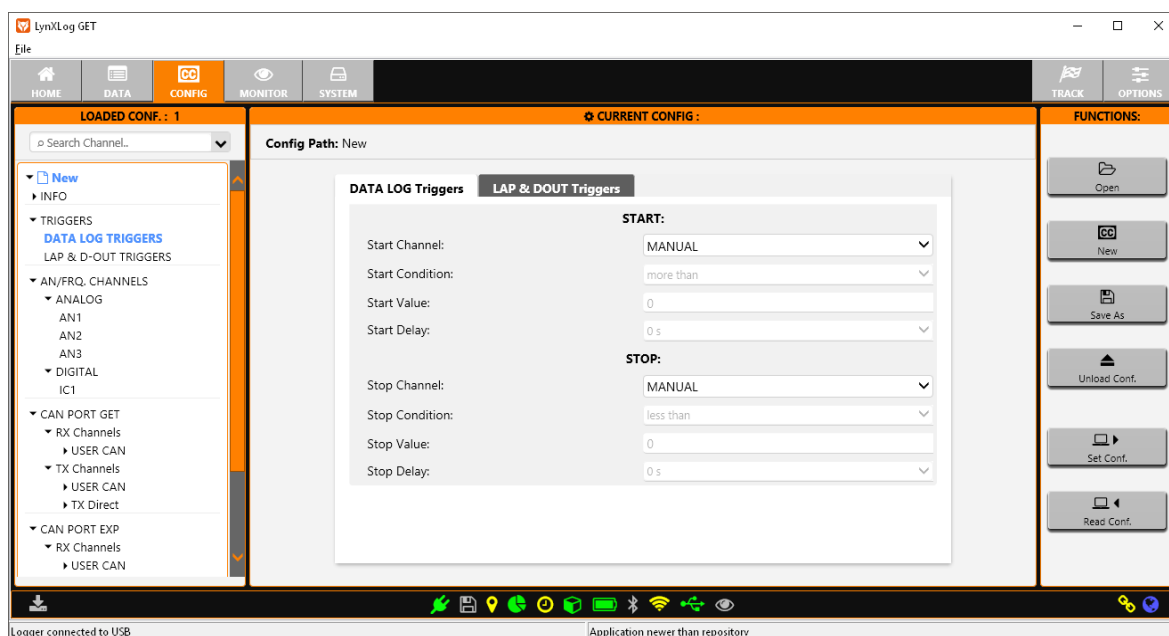 LynXLog GET
File
HOME DATA CONFIG MONITOR SYSTEM TRACK OPTIONS
LOADED CONF. : 1
Search Channel..
New
INFO
TRIGGERS
DATA LOG TRIGGERS
LAP & D-OUT TRIGGERS
AN/FRQ. CHANNELS
ANALOG
AN1
AN2
AN3
DIGITAL
IC1
CAN PORT GET
RX Channels
USER CAN
TX Channels
USER CAN
TX Direct
CAN PORT EXP
RX Channels
USER CAN
CURRENT CONFIG :
Config Path: New
DATA LOG Triggers LAP & DOUT Triggers
START:
Start Channel: MANUAL
Start Condition: more than
Start Value: 0
Start Delay: 0 s
STOP:
Stop Channel: MANUAL
Stop Condition: less than
Stop Value: 0
Stop Delay: 0 s
FUNCTIONS:
Open
CC
New
Save As
Unload Conf.
Set Conf.
Read Conf.
Logger connected to USB
Application newer than repository